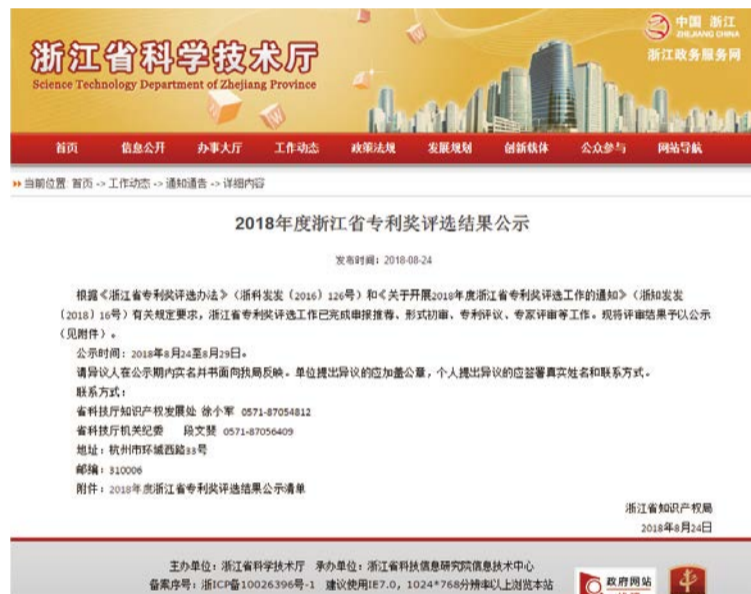 中国 浙江
ZHEJIANG CHINA
浙江政务服务网
浙江省科学技术厅
Science Technology Department of Zhejiang Province
首页 信息公开 办事大厅 工作动态 政策法规 发展规划 创新载体 公众参与 网站导航
当前位置: 首页 -> 工作动态 -> 通知通告 -> 详细内容
2018年度浙江省专利奖评选结果公示
发布时间: 2018-08-24
根据《浙江省专利奖评选办法》(浙科发发〔2016〕126号)和《关于开展2018年度浙江省专利奖评选工作的通知》(浙知发发
〔2018〕16号)有关规定要求,浙江省专利奖评选工作已完成申报推荐、形式初审、专利评议、专家评审等工作。现将评审结果予以公示
(见附件)。
公示时间:2018年8月24至8月29日。
请异议人在公示期内实名并书面向我局反映。单位提出异议的应加盖公章,个人提出异议的应签署真实姓名和联系方式。
联系方式:
省科技厅知识产权发展处 徐小军 0571-87054812
省科技厅机关纪委 段文燹 0571-87056409
地址:杭州市环城西路33号
邮编:310006
附件:2018年度浙江省专利奖评选结果公示清单
浙江省知识产权局
2018年8月24日
主办单位:浙江省科学技术厅 承办单位:浙江省科技信息研究院信息技术中心
备案序号:浙ICP备10026396号-1 建议使用IE7.0,1024*768分辨率以上浏览本站
政府网站